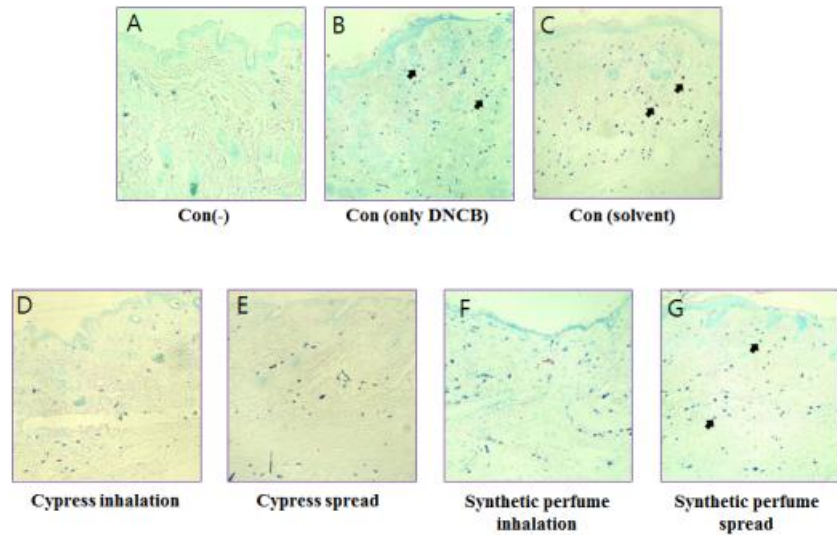 A
B
C
Con(-)
Con (only DNCB)
Con (solvent)
D
E
F
G
Cypress inhalation
Cypress spread
Synthetic perfume
inhalation
Synthetic perfume
spread